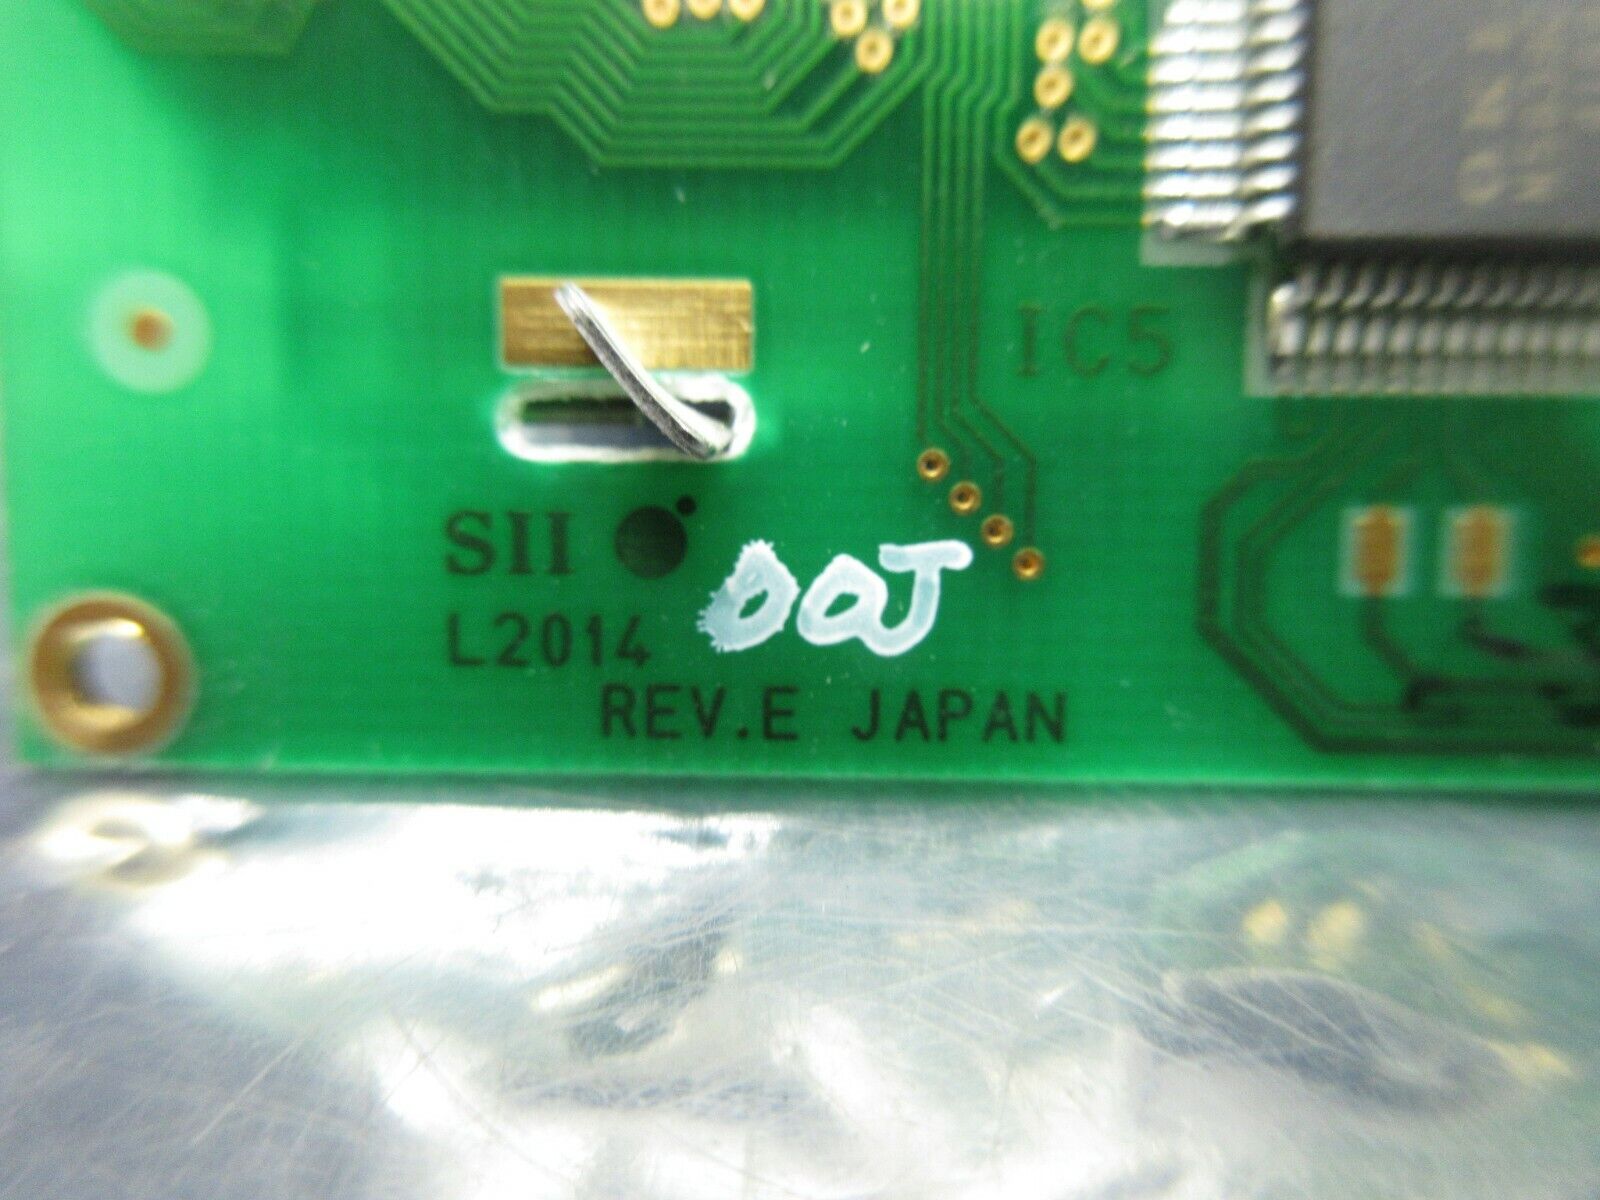 IC5
SII
00J
L2014
REV.E JAPAN